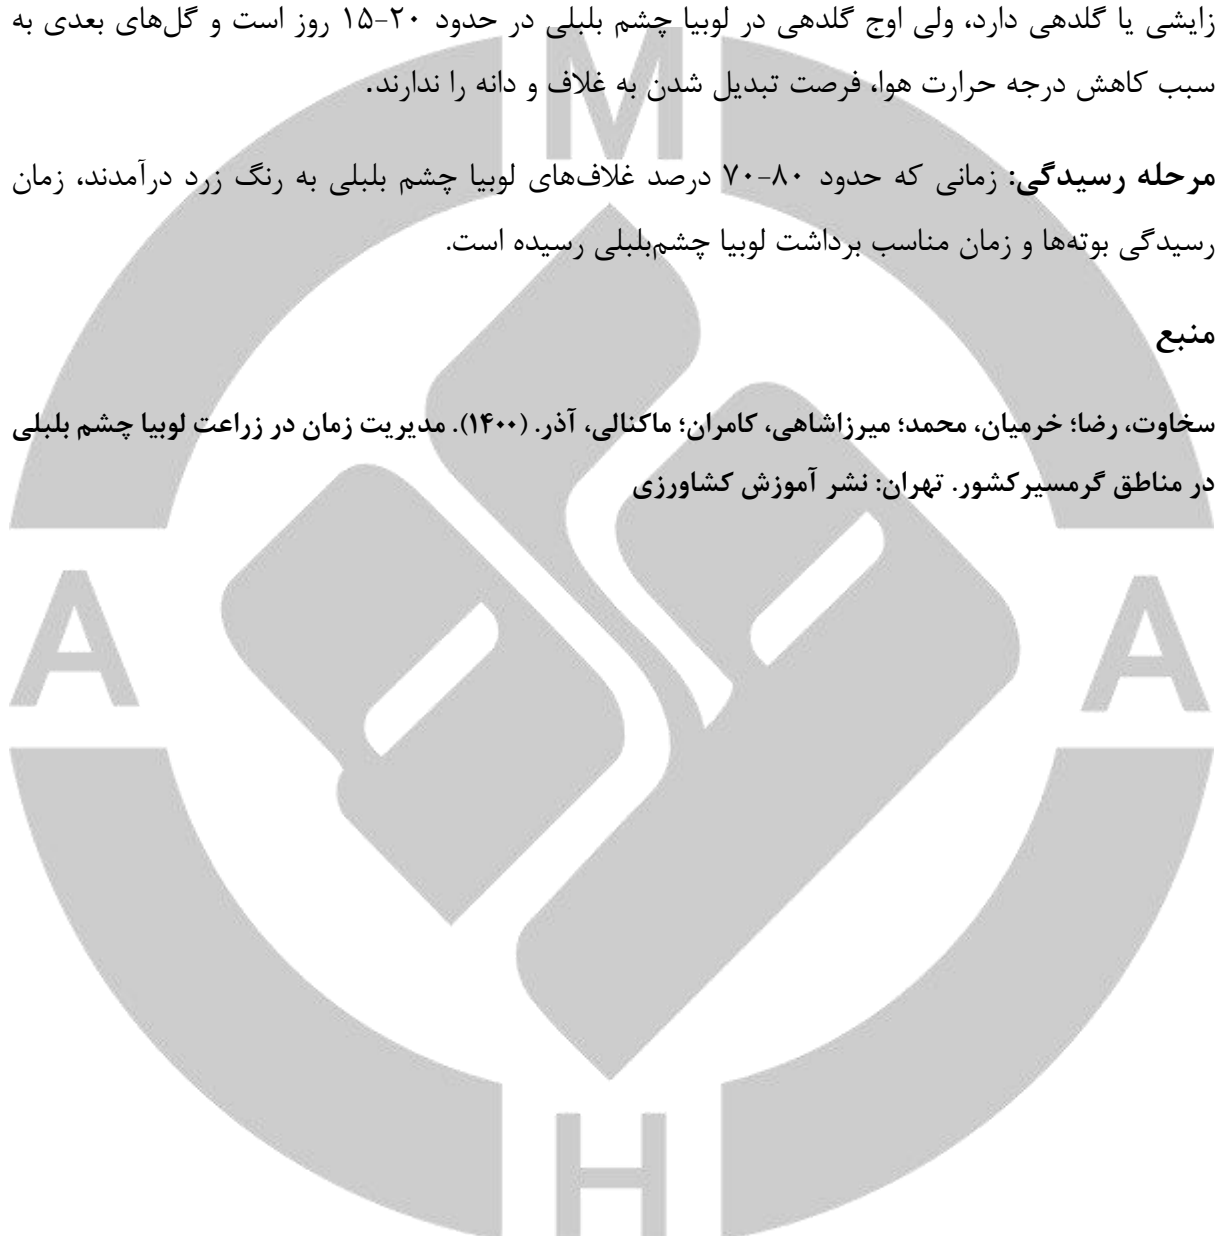 زایشی یا گلدهی دارد، ولی اوج گلدهی در لوبیا چشم بلبلی در حدود ۲۰-۱۵ روز است و گل‌های بعدی به
سبب کاهش درجه حرارت هوا، فرصت تبدیل شدن به غلاف و دانه را ندارند.
مرحله رسیدگی: زمانی که حدود ۸۰-۷۰ درصد غلاف‌های لوبیا چشم بلبلی به رنگ زرد درآمدند، زمان
رسیدگی بوته‌ها و زمان مناسب برداشت لوبیا چشم‌بلبلی رسیده است.
منبع
سخاوت، رضا؛ خرمیان، محمد؛ میرزاشاهی، کامران؛ ماکنالی، آذر. (۱۴۰۰). مدیریت زمان در زراعت لوبیا چشم بلبلی
در مناطق گرمسیرکشور. تهران: نشر آموزش کشاورزی
M
A
A
H